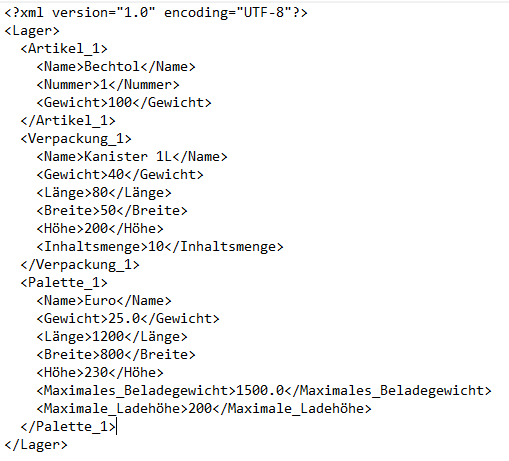 <?xml version="1.0" encoding="UTF-8"?>
<Lager>
  <Artikel_1>
    <Name>Bechtol</Name>
    <Nummer>1</Nummer>
    <Gewicht>100</Gewicht>
  </Artikel_1>
  <Verpackung_1>
    <Name>Kanister 1L</Name>
    <Gewicht>40</Gewicht>
    <Länge>80</Länge>
    <Breite>50</Breite>
    <Höhe>200</Höhe>
    <Inhaltsmenge>10</Inhaltsmenge>
  </Verpackung_1>
  <Palette_1>
    <Name>Euro</Name>
    <Gewicht>25.0</Gewicht>
    <Länge>1200</Länge>
    <Breite>800</Breite>
    <Höhe>230</Höhe>
    <Maximales_Beladegewicht>1500.0</Maximales_Beladegewicht>
    <Maximale_Ladehöhe>200</Maximale_Ladehöhe>
  </Palette_1>
</Lager>